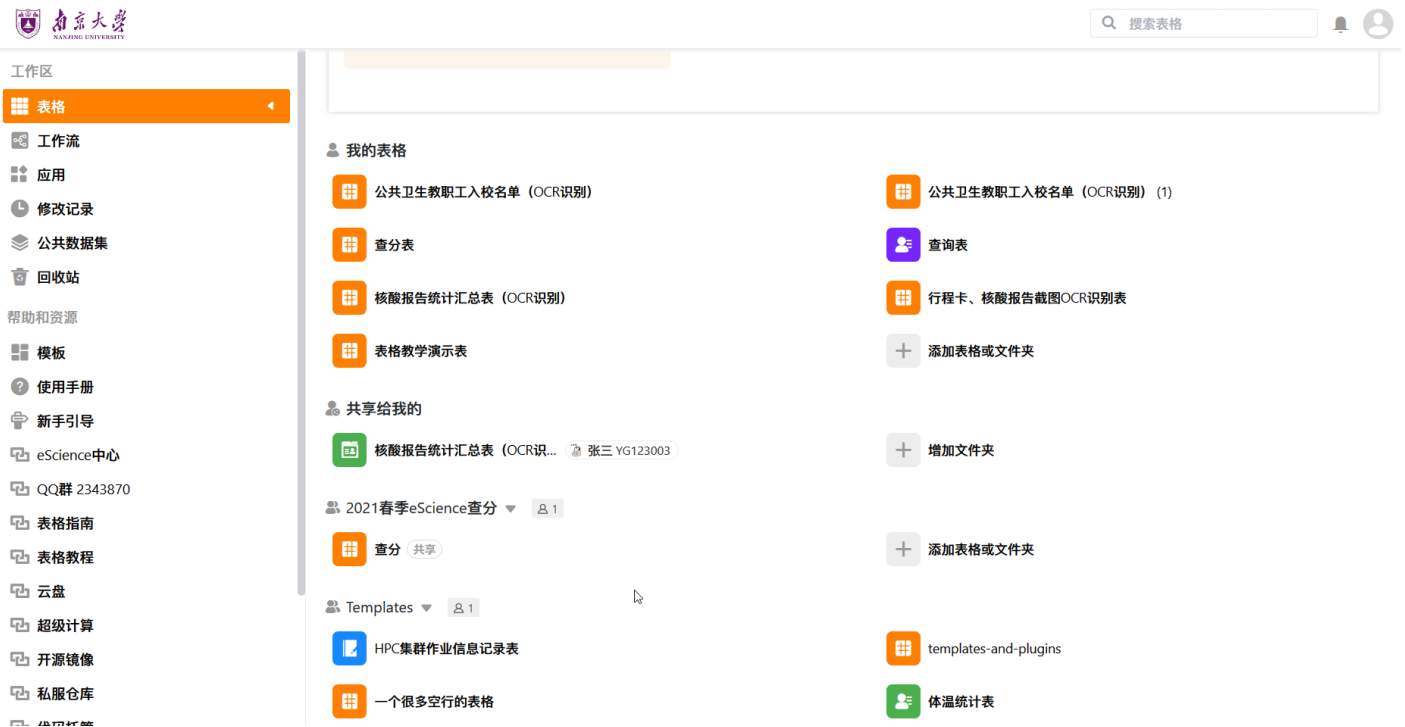 南京大学
NANJING UNIVERSITY
搜索表格
工作区
表格
工作流
应用
修改记录
公共数据集
回收站
帮助和资源
模板
使用手册
新手引导
eScience中心
QQ群 2343870
表格指南
表格教程
云盘
超级计算
开源镜像
私服仓库
代码托管
我的表格
公共卫生教职工入校名单（OCR识别）
公共卫生教职工入校名单（OCR识别） (1)
查分表
查询表
核酸报告统计汇总表（OCR识别）
行程卡、核酸报告截图OCR识别表
表格教学演示表
添加表格或文件夹
共享给我的
核酸报告统计汇总表（OCR识... 张三 YG123003
增加文件夹
2021春季eScience查分 1
查分 共享
添加表格或文件夹
Templates 1
HPC集群作业信息记录表
templates-and-plugins
一个很多空行的表格
体温统计表